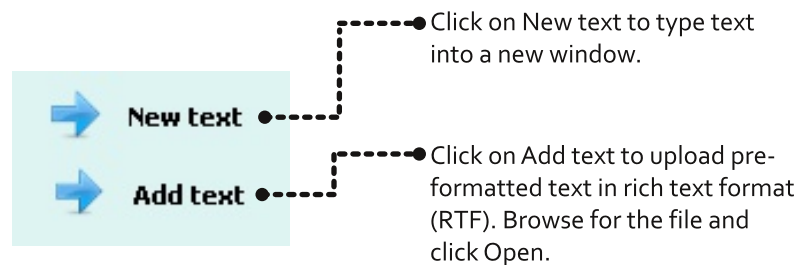 Click on New text to type text
into a new window.
New text
Click on Add text to upload pre-
formatted text in rich text format
(RTF). Browse for the file and
click Open.
Add text